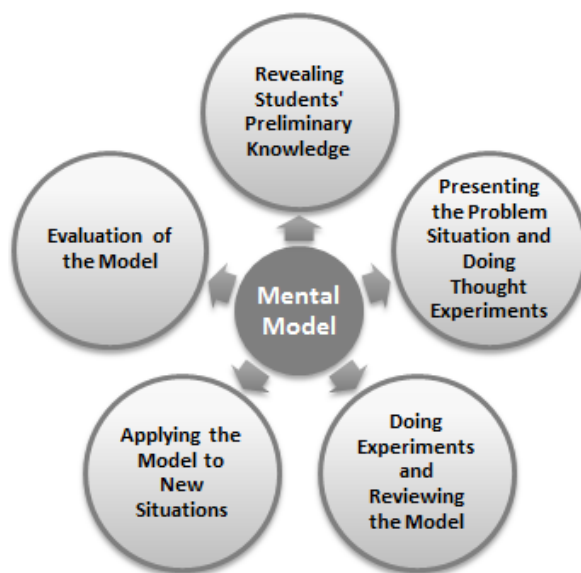 Revealing
Students'
Preliminary
Knowledge
Presenting
the Problem
Situation and
Doing
Thought
Experiments
Doing
Experiments
and
Reviewing
the Model
Applying the
Model to
New
Situations
Evaluation of
the Model
Mental
Model